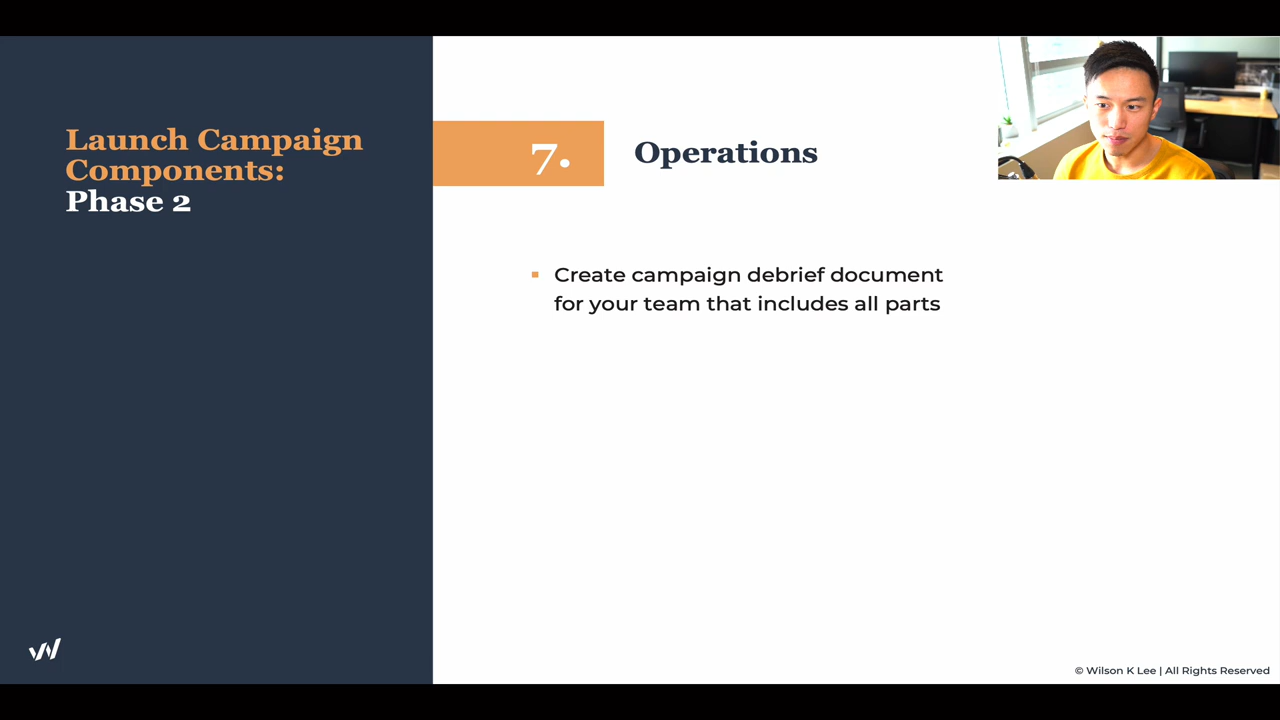 Launch Campaign
Components:
Phase 2
7.
Operations
▪ Create campaign debrief document
for your team that includes all parts
© Wilson K Lee | All Rights Reserved